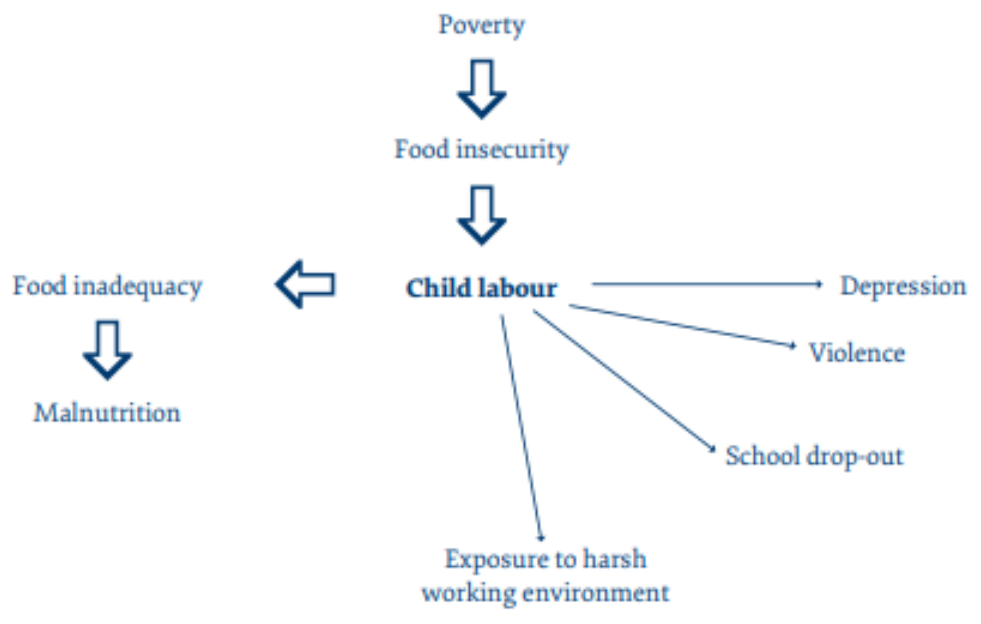 Poverty
Food insecurity
Food inadequacy
Child labour
Depression
Violence
Malnutrition
School drop-out
Exposure to harsh
working environment